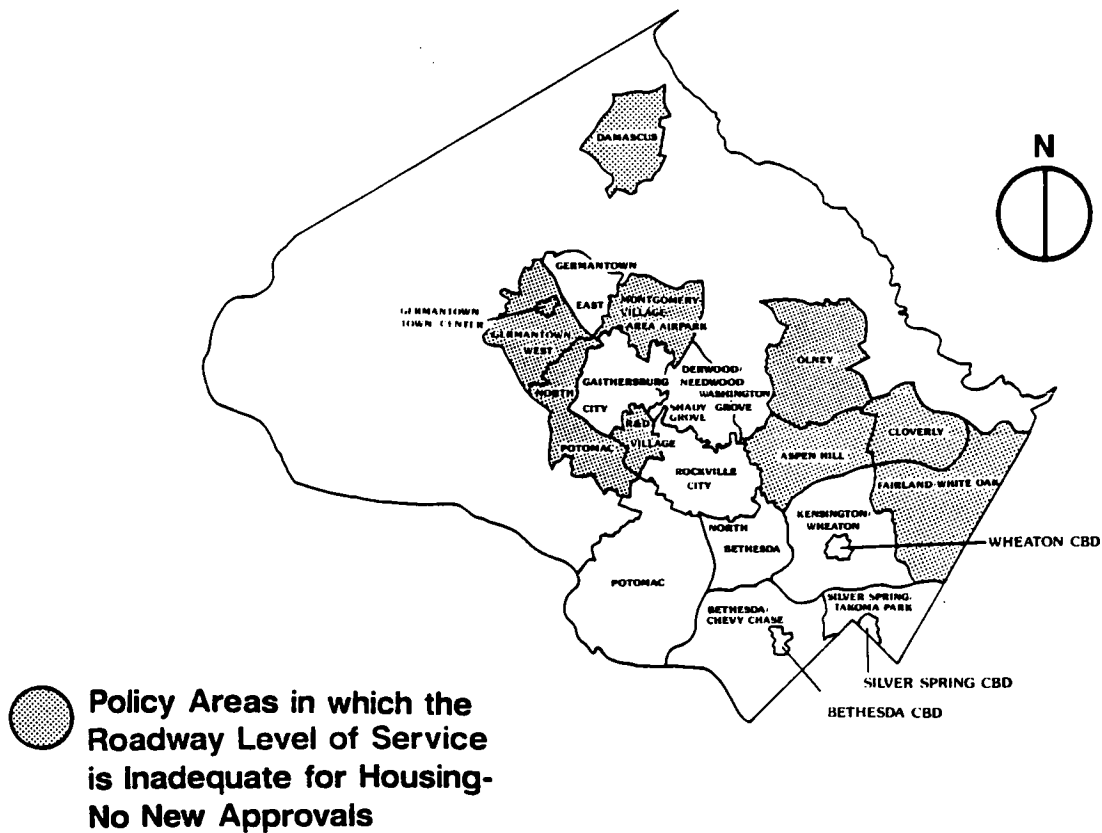 N
DAMASCUS
GERMANTOWN
EAST
GERMANTOWN
TOWN CENTER
GERMANTOWN
WEST
MONTGOMERY
VILLAGE
AREA AIRPARK
NORTH
GAITHERSBURG
CITY
DERWOOD-
NEEDWOOD
WASHINGTON
GROVE
SHADY
GROVE
OLNEY
CLOVERLY
R&D
VILLAGE
POTOMAC
ROCKVILLE
CITY
ASPEN HILL
FAIRLAND-WHITE OAK
KENSINGTON-
WHEATON
WHEATON CBD
NORTH
BETHESDA
POTOMAC
BETHESDA-
CHEVY CHASE
SILVER SPRING-
TAKOMA PARK
SILVER SPRING CBD
BETHESDA CBD
Policy Areas in which the
Roadway Level of Service
is Inadequate for Housing-
No New Approvals